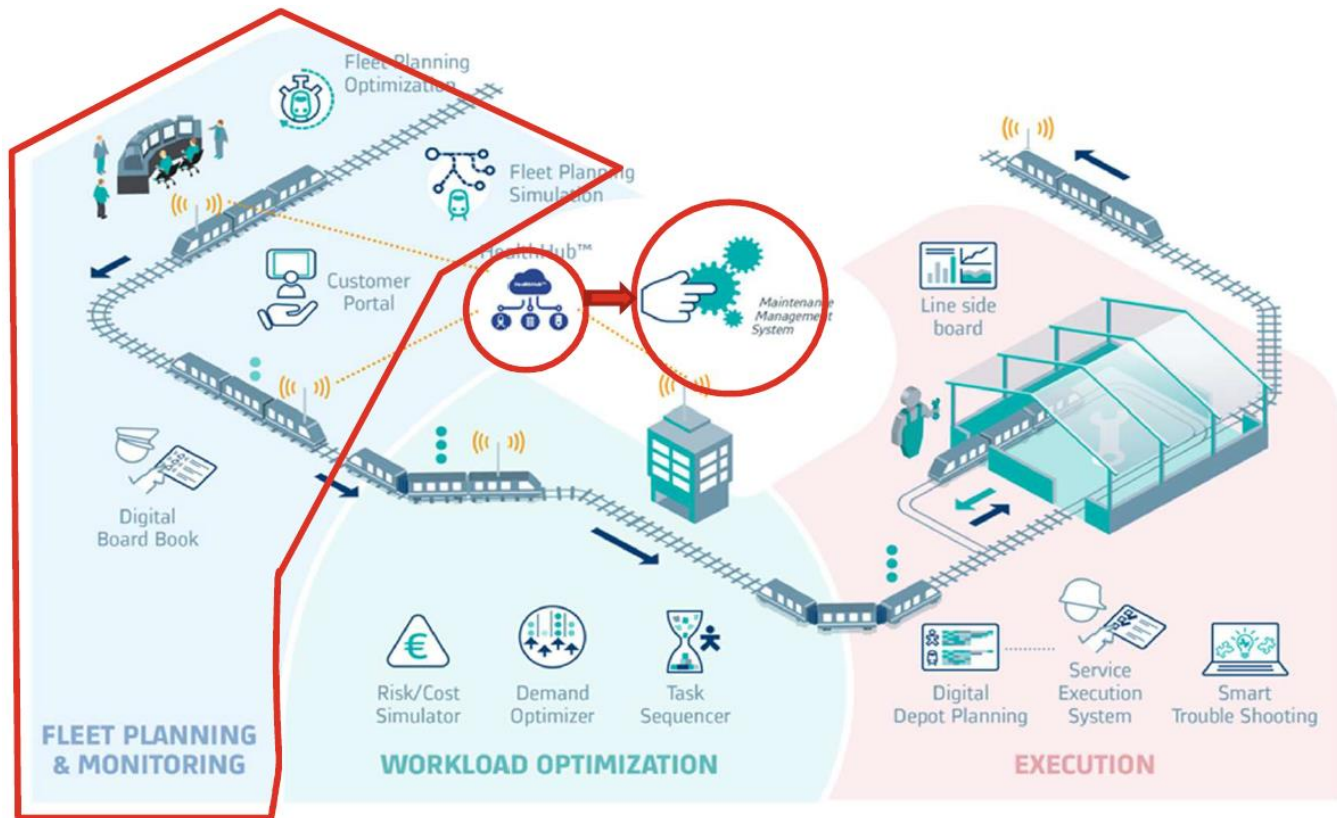 Fleet Planning
Optimization
Fleet Planning
Simulation
HealthHub™
HealthHub™
Customer
Portal
Maintenance
Management
System
Line side
board
Digital
Board Book
Risk/Cost
Simulator
€
Demand
Optimizer
Task
Sequencer
Digital
Depot Planning
Service
Execution
System
Smart
Trouble Shooting
FLEET PLANNING
& MONITORING
WORKLOAD OPTIMIZATION
EXECUTION